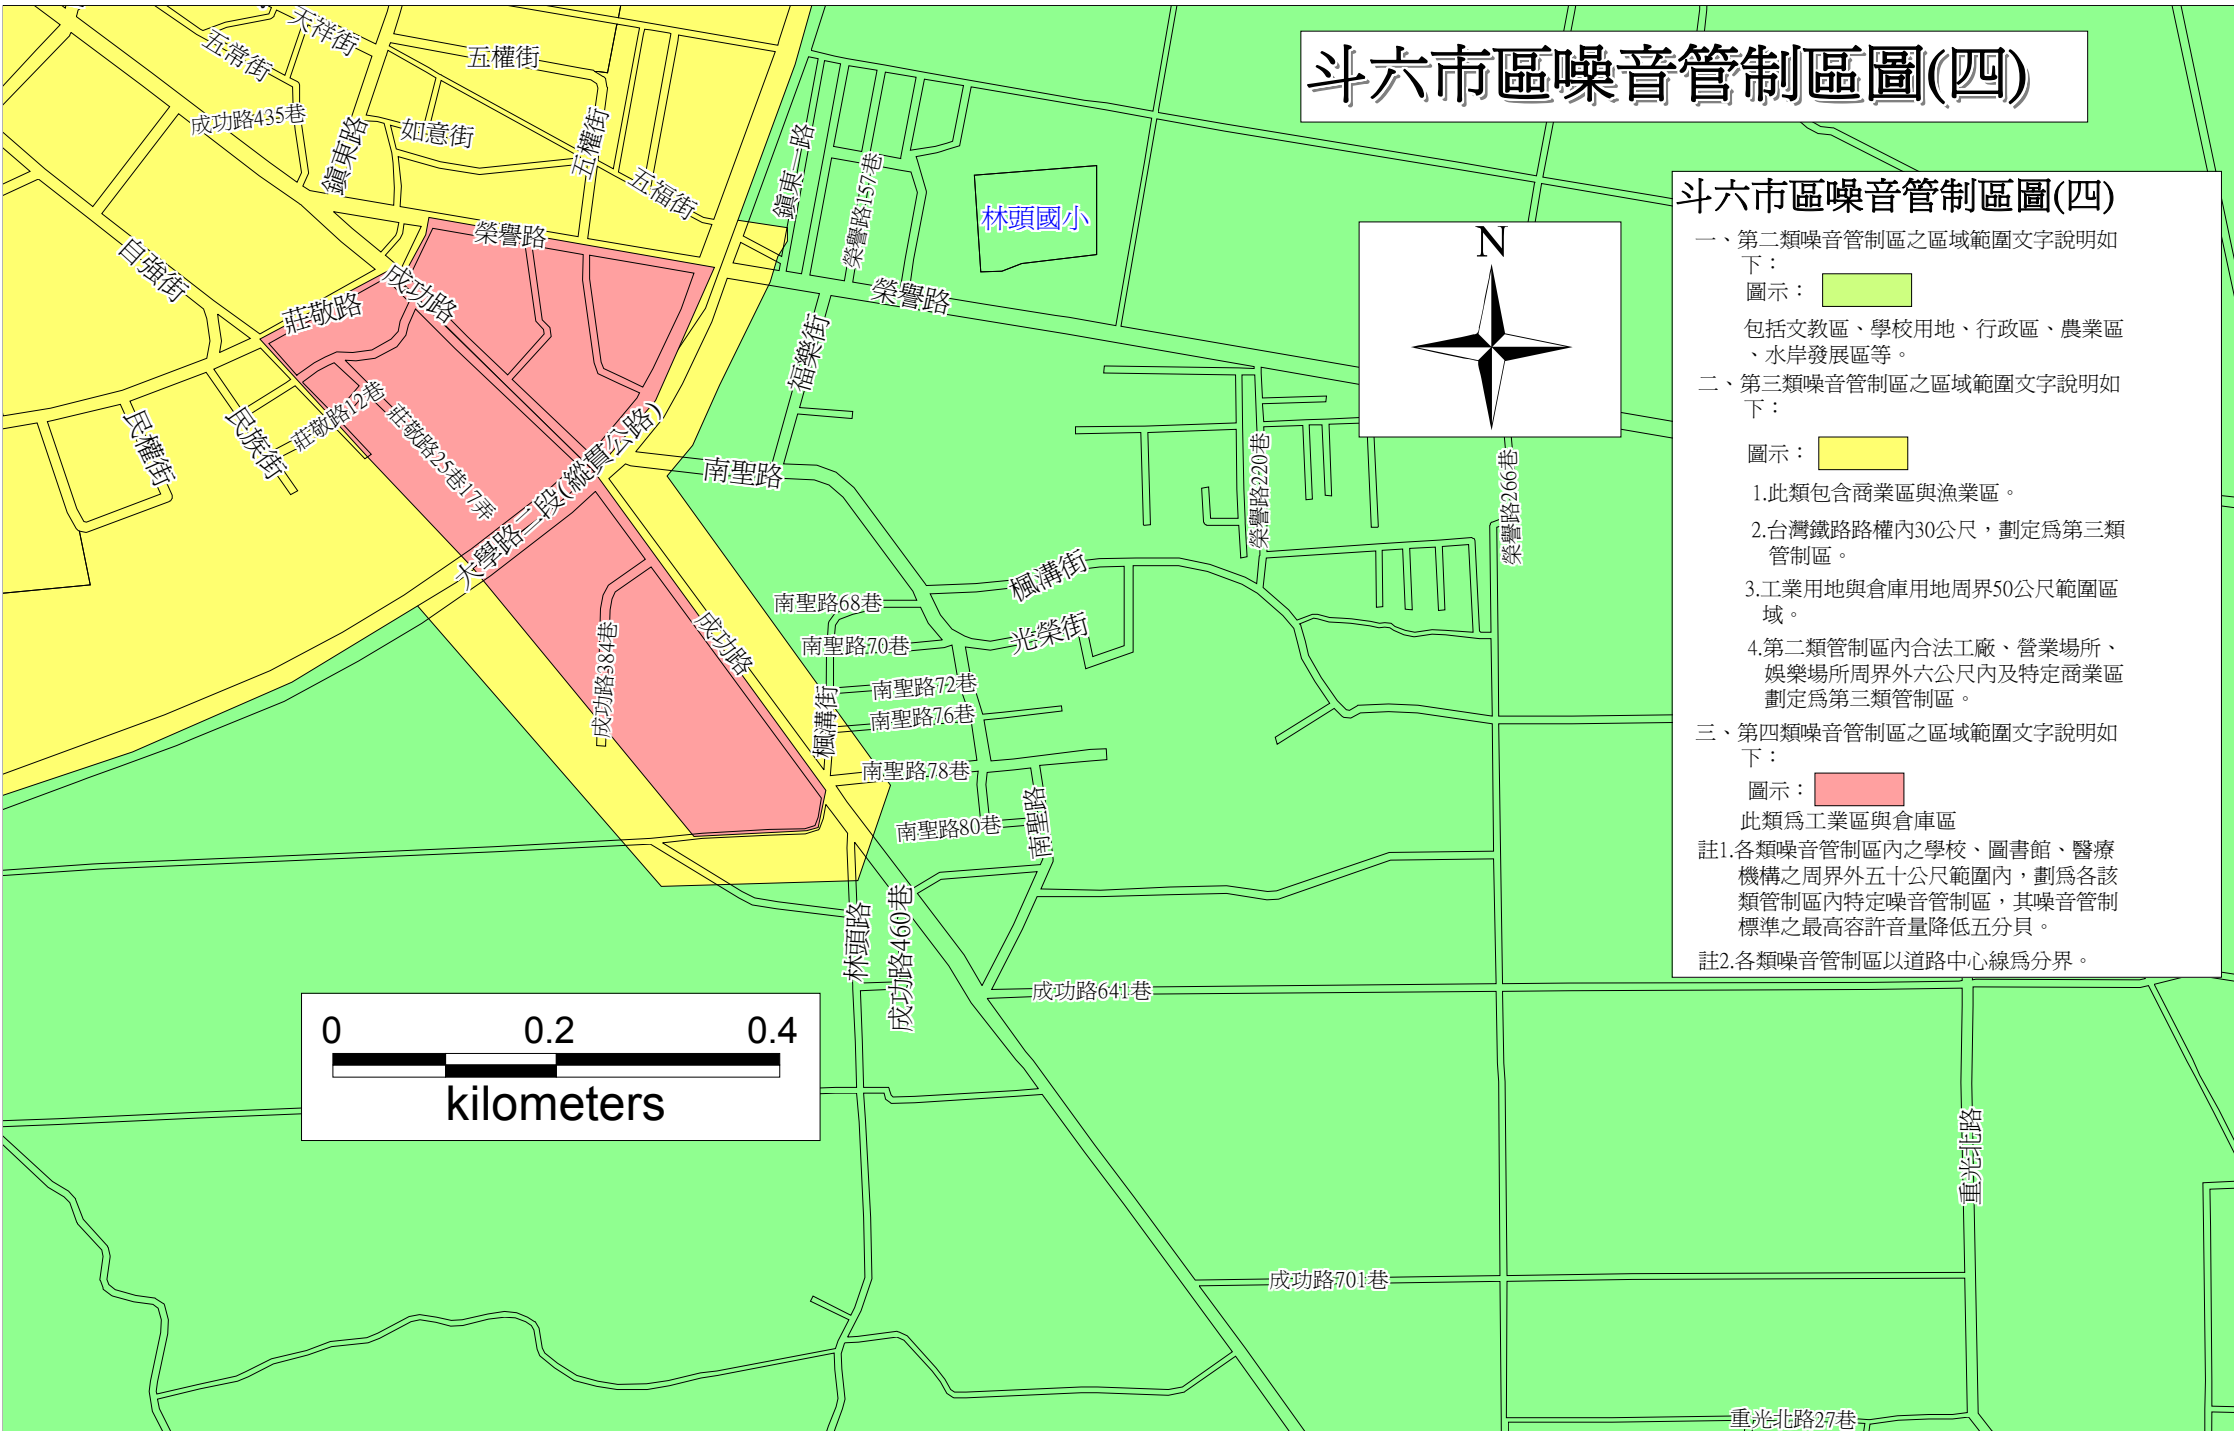 斗六市區噪音管制區圖(四)
斗六市區噪音管制區圖(四)
一、第二類噪音管制區之區域範圍文字說明如
下：
圖示：
包括文教區、學校用地、行政區、農業區
、水岸發展區等。
二、第三類噪音管制區之區域範圍文字說明如
下：
圖示：
1.此類包含商業區與漁業區。
2.台灣鐵路路權內30公尺，劃定爲第三類
管制區。
3.工業用地與倉庫用地周界50公尺範圍區
域。
4.第二類管制區內合法工廠、營業場所、
娛樂場所周界外六公尺內及特定商業區
劃定爲第三類管制區。
三、第四類噪音管制區之區域範圍文字說明如
下：
圖示：
此類爲工業區與倉庫區
註1.各類噪音管制區內之學校、圖書館、醫療
機構之周界外五十公尺範圍內，劃爲各該
類管制區內特定噪音管制區，其噪音管制
標準之最高容許音量降低五分貝。
註2.各類噪音管制區以道路中心線爲分界。
N
天祥街
五常街
五權街
成功路435巷
鎮東路
如意街
五權街
五福街
鎮東一路
榮譽路157巷
林頭國小
榮譽路
自強街
成功路
莊敬路
榮譽路
福樂街
民權街
民族街
莊敬路12巷
莊敬路25巷17弄
大學路二段(縱貫公路)
南聖路
榮譽路220巷
榮譽路266巷
楓溝街
南聖路68巷
光榮街
南聖路70巷
成功路384巷
成功路
南聖路72巷
楓溝街
南聖路76巷
南聖路78巷
南聖路80巷
南聖路
林頭路
成功路460巷
成功路641巷
0 0.2 0.4
kilometers
重光北路
成功路701巷
重光北路27巷